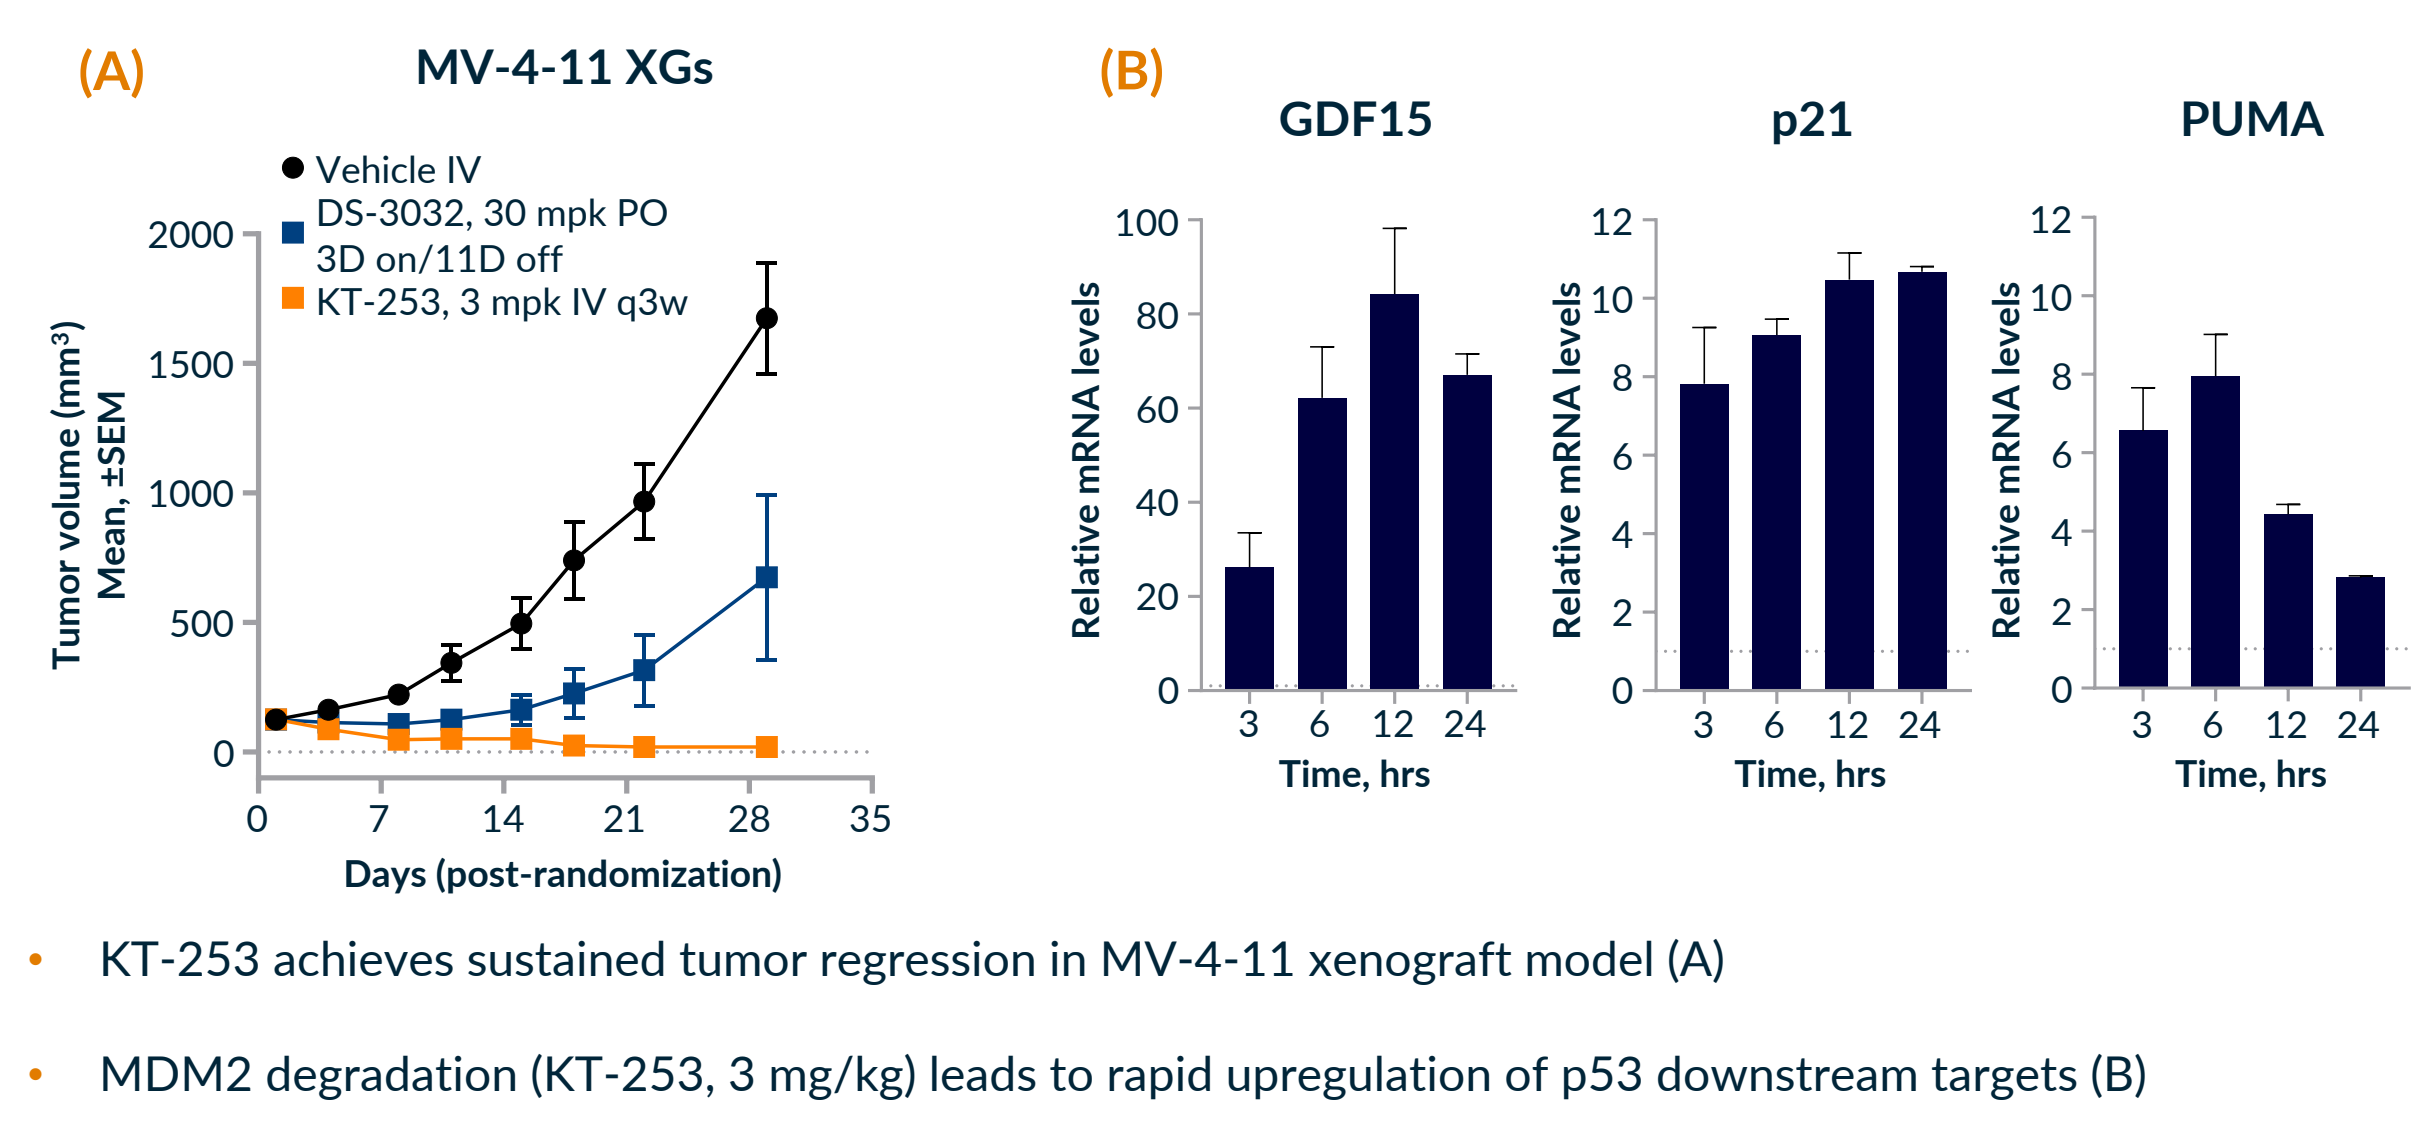 (A)
MV-4-11 XGs
Vehicle IV
DS-3032, 30 mpk PO
3D on/11D off
KT-253, 3 mpk IV q3w
Tumor volume (mm³)
Mean, ±SEM
2000
1500
1000
500
0
0 7 14 21 28 35
Days (post-randomization)
(B)
GDF15
Relative mRNA levels
100
80
60
40
20
0
3 6 12 24
Time, hrs
p21
Relative mRNA levels
12
10
8
6
4
2
0
3 6 12 24
Time, hrs
PUMA
Relative mRNA levels
12
10
8
6
4
2
0
3 6 12 24
Time, hrs
• KT-253 achieves sustained tumor regression in MV-4-11 xenograft model (A)
• MDM2 degradation (KT-253, 3 mg/kg) leads to rapid upregulation of p53 downstream targets (B)